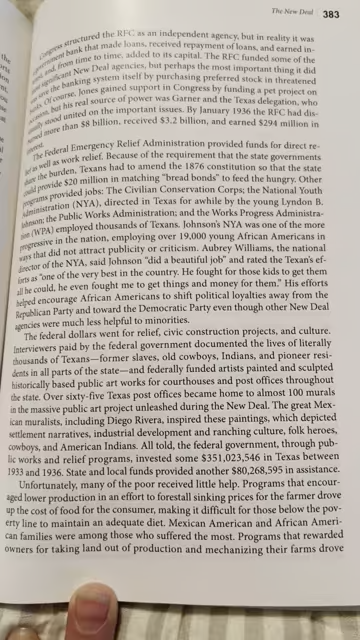 The New Deal 383
Congress structured the RFC as an independent agency, but in reality it was
government bank that made loans, received repayment of loans, and earned in-
and, from time to time, added to its capital. The RFC funded some of the
significant New Deal agencies, but perhaps the most important thing it did
the banking system itself by purchasing preferred stock in threatened
Of course, Jones gained support in Congress by funding a pet project on
occasion, but his real source of power was Garner and the Texas delegation, who
stood united on the important issues. By January 1936 the RFC had dis-
more than $8 billion, received $3.2 billion, and earned $294 million in
The Federal Emergency Relief Administration provided funds for direct re-
as well as work relief. Because of the requirement that the state governments
the burden, Texans had to amend the 1876 constitution so that the state
could provide $20 million in matching "bread bonds" to feed the hungry. Other
programs provided jobs: The Civilian Conservation Corps; the National Youth
Administration (NYA), directed in Texas for awhile by the young Lyndon B.
Johnson; the Public Works Administration; and the Works Progress Administra-
tion (WPA) employed thousands of Texans. Johnson's NYA was one of the more
progressive in the nation, employing over 19,000 young African Americans in
ways that did not attract publicity or criticism. Aubrey Williams, the national
director of the NYA, said Johnson "did a beautiful job" and rated the Texan's ef-
forts as "one of the very best in the country. He fought for those kids to get them
all he could, he even fought me to get things and money for them." His efforts
helped encourage African Americans to shift political loyalties away from the
Republican Party and toward the Democratic Party even though other New Deal
agencies were much less helpful to minorities.
The federal dollars went for relief, civic construction projects, and culture.
Interviewers paid by the federal government documented the lives of literally
thousands of Texans—former slaves, old cowboys, Indians, and pioneer resi-
dents in all parts of the state—and federally funded artists painted and sculpted
historically based public art works for courthouses and post offices throughout
the state. Over sixty-five Texas post offices became home to almost 100 murals
in the massive public art project unleashed during the New Deal. The great Mex-
ican muralists, including Diego Rivera, inspired these paintings, which depicted
settlement narratives, industrial development and ranching culture, folk heroes,
cowboys, and American Indians. All told, the federal government, through pub-
lic works and relief programs, invested some $351,023,546 in Texas between
1933 and 1936. State and local funds provided another $80,268,595 in assistance.
Unfortunately, many of the poor received little help. Programs that encour-
aged lower production in an effort to forestall sinking prices for the farmer drove
up the cost of food for the consumer, making it difficult for those below the pov-
erty line to maintain an adequate diet. Mexican American and African Ameri-
can families were among those who suffered the most. Programs that rewarded
owners for taking land out of production and mechanizing their farms drove